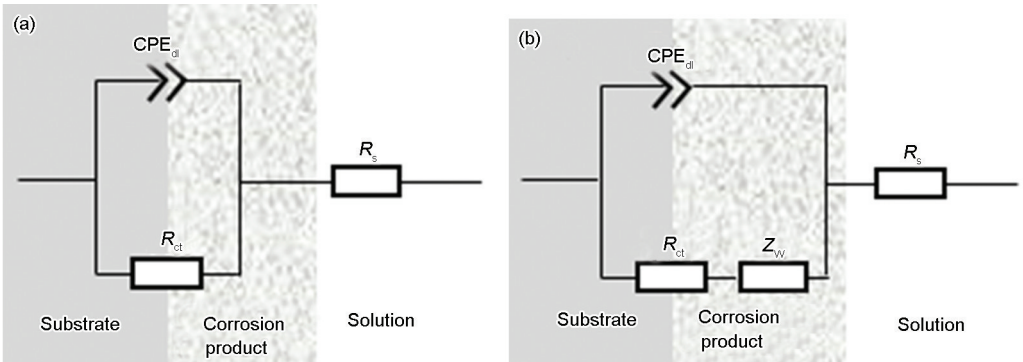 (a)
CPEdl
Rct
Rs
Substrate
Corrosion
product
Solution
(b)
CPEdl
Rct
ZW
Rs
Substrate
Corrosion
product
Solution